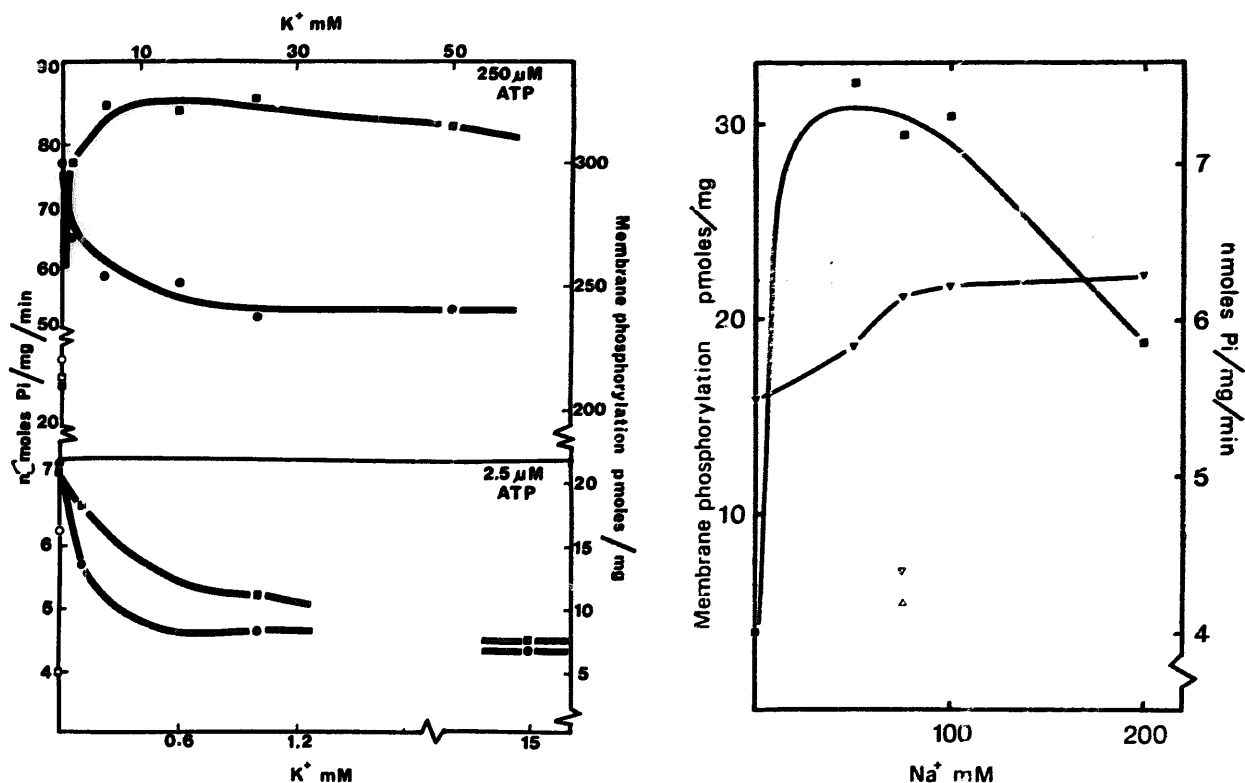 K⁺ mM
10 30 50
90
80
70
60
50
20
7
6
5
4
n moles Pi/mg/min
250 µM
ATP
300
250
200
20
15
10
5
Membrane phosphorylation pmoles/mg
2.5 µM
ATP
0.6 1.2 15
K⁺ mM
30
20
10
Membrane phosphorylation pmoles/mg
7
6
5
4
nmoles Pi/mg/min
100 200
Na⁺ mM